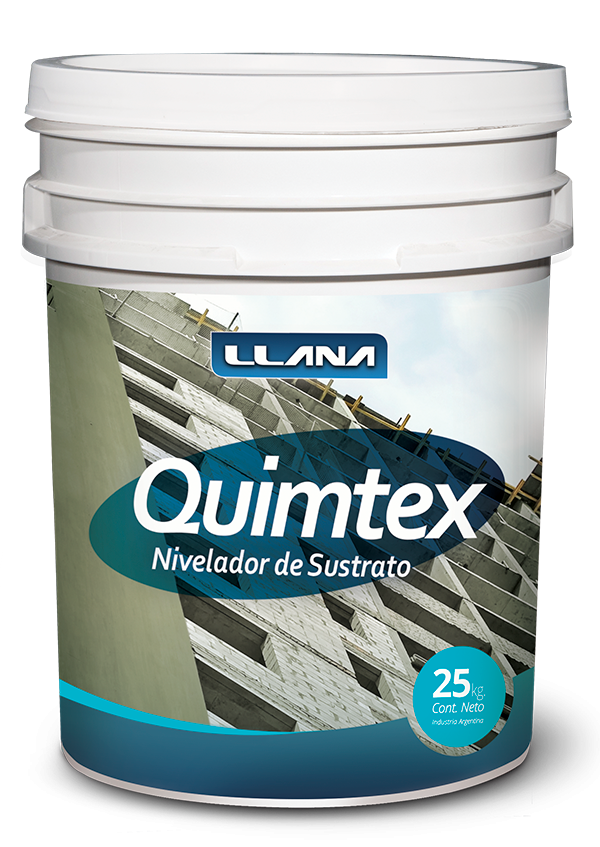 LLANA
Quimtex
Nivelador de Sustrato
25kg.
Cont. Neto
Industria Argentina